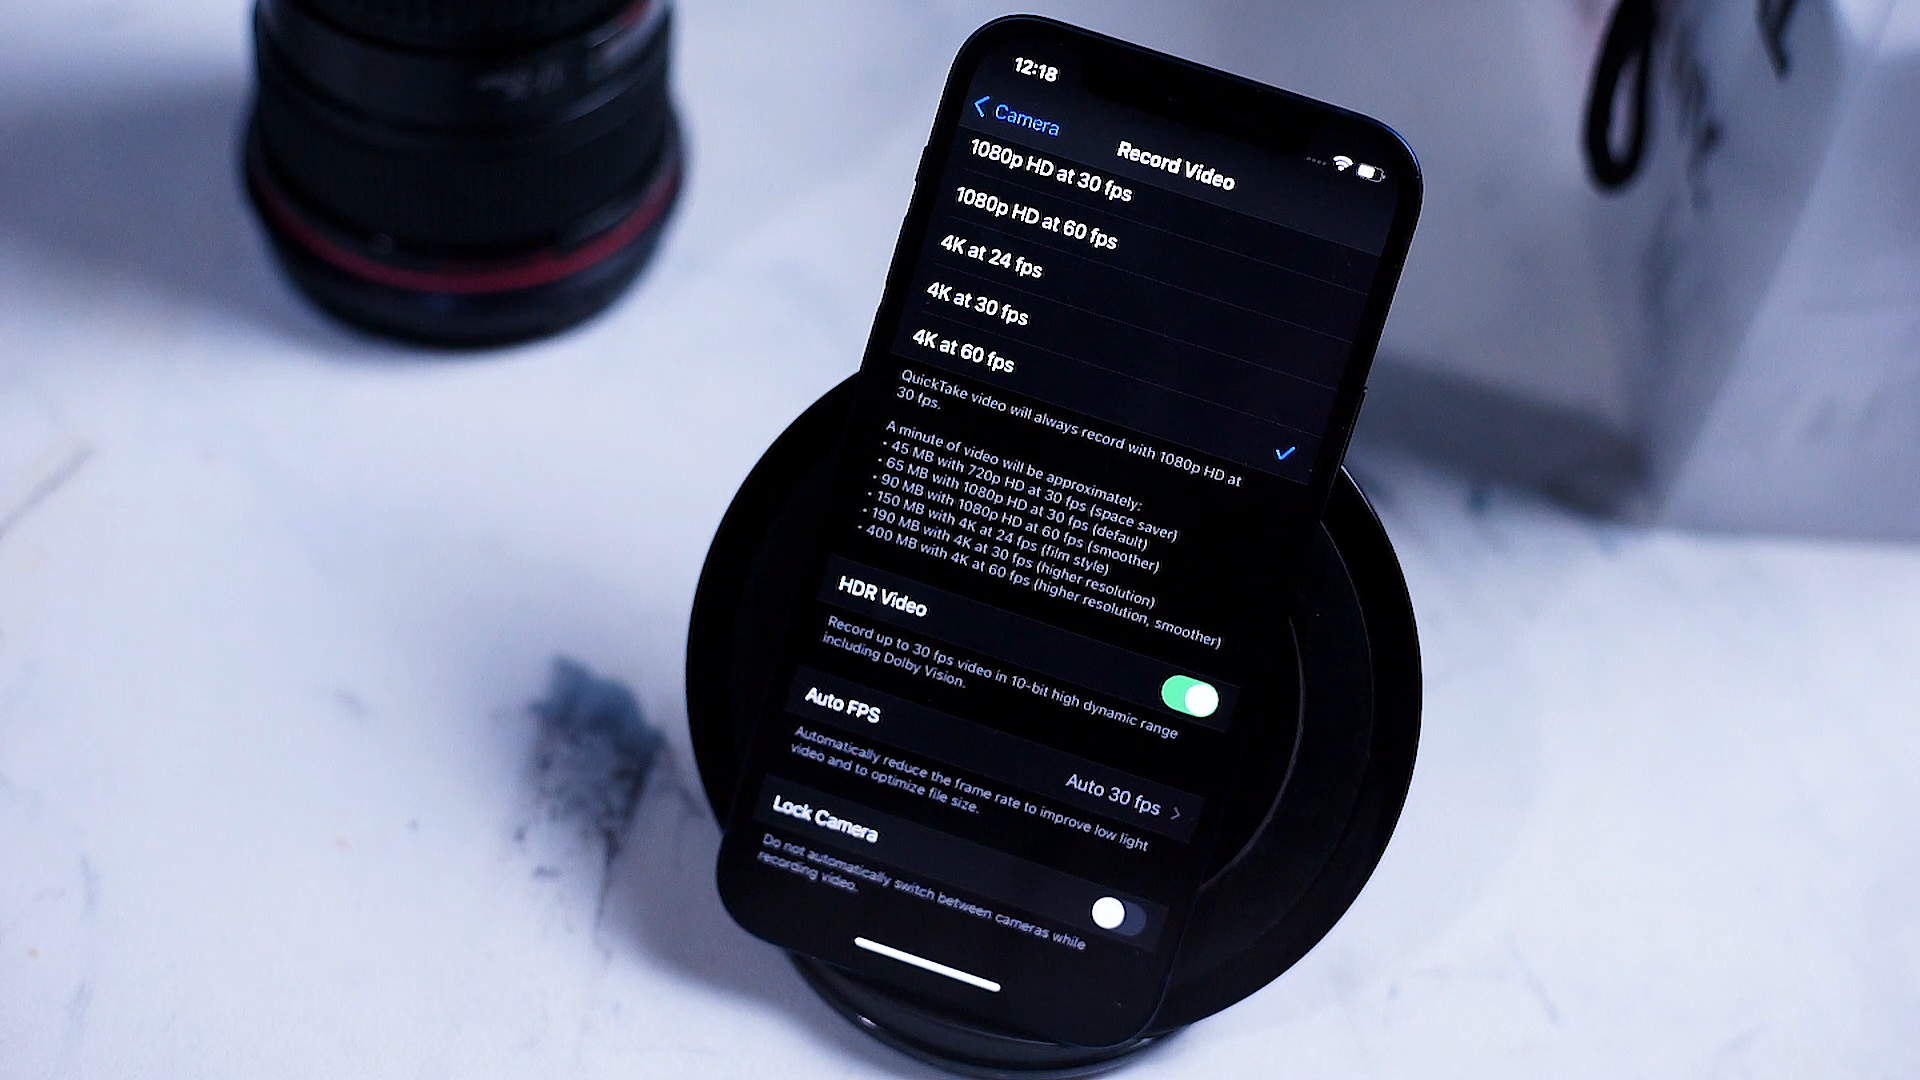 12:18
Camera
Record Video
1080p HD at 30 fps
1080p HD at 60 fps
4K at 24 fps
4K at 30 fps
4K at 60 fps
QuickTake video will always record with 1080p HD at
30 fps.
A minute of video will be approximately:
• 45 MB with 720p HD at 30 fps (space saver)
• 65 MB with 1080p HD at 30 fps (default)
• 90 MB with 1080p HD at 60 fps (smoother)
• 150 MB with 4K at 24 fps (film style)
• 190 MB with 4K at 30 fps (higher resolution)
• 400 MB with 4K at 60 fps (higher resolution, smoother)
HDR Video
Record up to 30 fps video in 10-bit high dynamic range
including Dolby Vision.
Auto FPS
Auto 30 fps
Automatically reduce the frame rate to improve low light
video and to optimize file size.
Lock Camera
Do not automatically switch between cameras while
recording video.